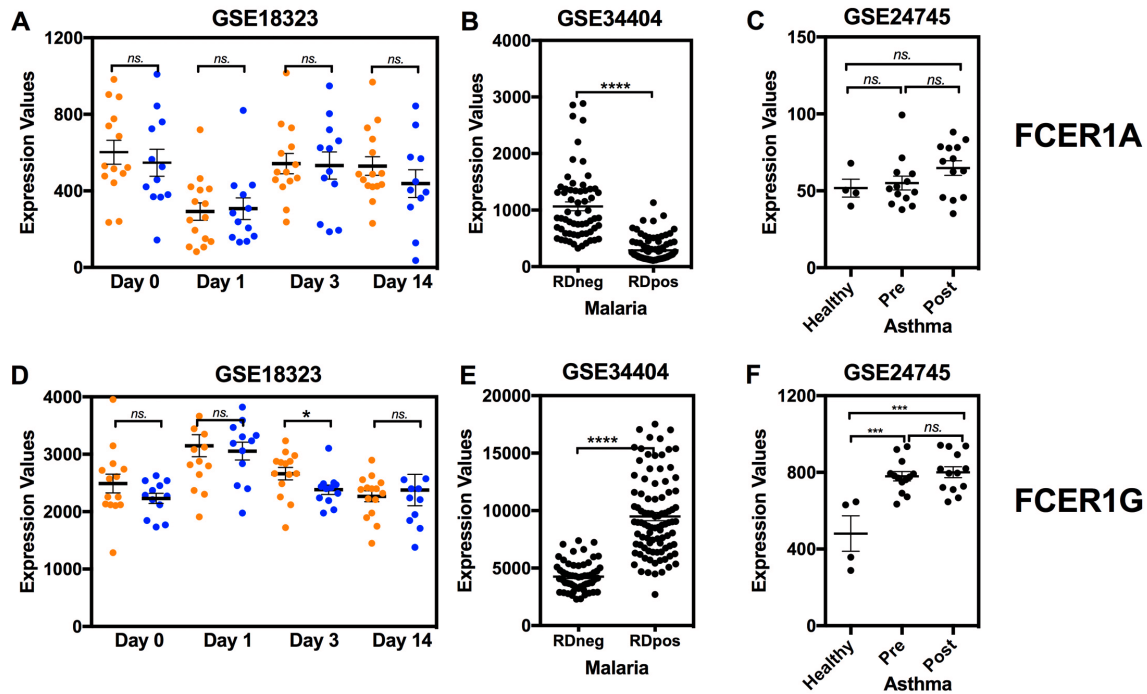 A
GSE18323
Expression Values
1200
800
400
0
ns.
ns.
ns.
ns.
Day 0
Day 1
Day 3
Day 14
B
GSE34404
Expression Values
4000
3000
2000
1000
0
****
RDneg
RDpos
Malaria
C
GSE24745
Expression Values
150
100
50
0
ns.
ns.
ns.
Healthy
Pre
Post
Asthma
FCER1A
D
GSE18323
Expression Values
4000
3000
2000
0
ns.
ns.
*
ns.
Day 0
Day 1
Day 3
Day 14
E
GSE34404
Expression Values
20000
15000
10000
5000
0
****
RDneg
RDpos
Malaria
F
GSE24745
Expression Values
1200
800
400
0
***
***
ns.
Healthy
Pre
Post
Asthma
FCER1G